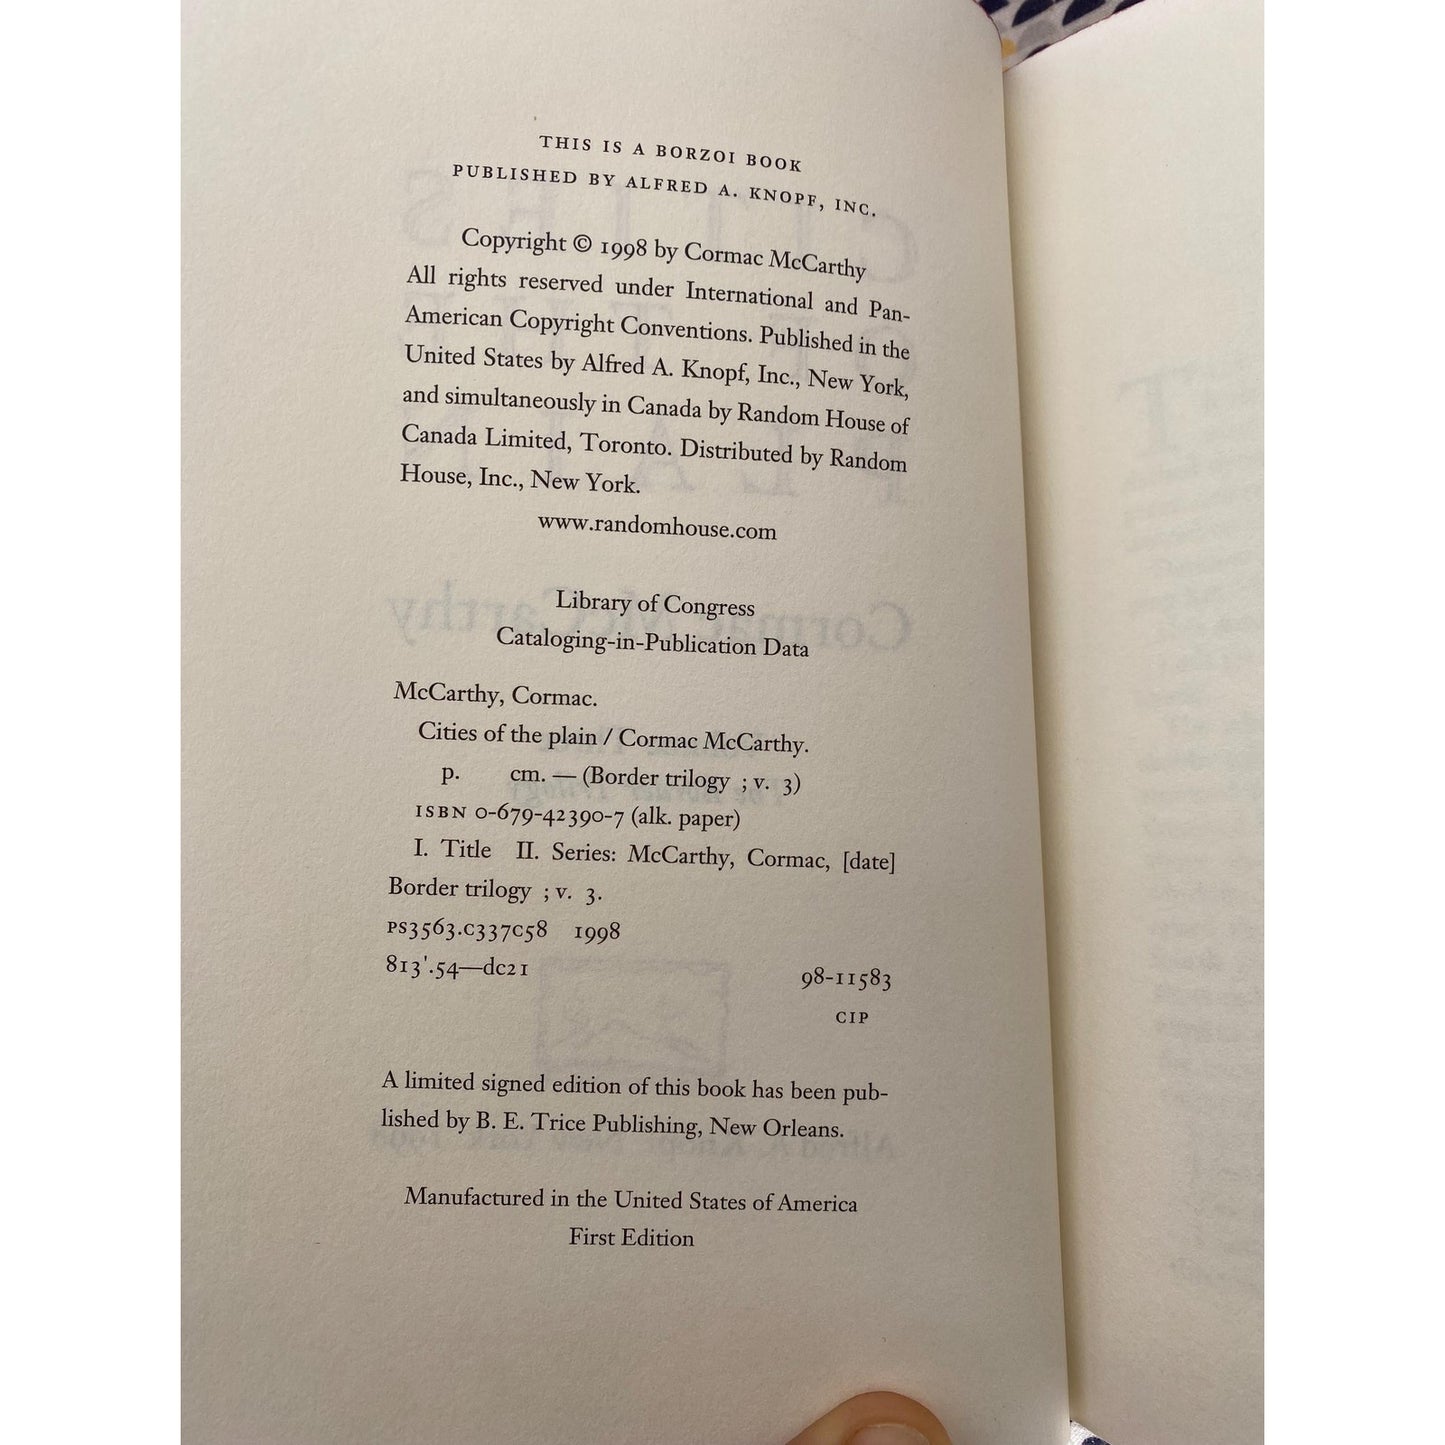 THIS IS A BORZOI BOOK
PUBLISHED BY ALFRED A. KNOPF, INC.
Copyright © 1998 by Cormac McCarthy
All rights reserved under International and Pan-
American Copyright Conventions. Published in the
United States by Alfred A. Knopf, Inc., New York,
and simultaneously in Canada by Random House of
Canada Limited, Toronto. Distributed by Random
House, Inc., New York.
www.randomhouse.com
Library of Congress
Cataloging-in-Publication Data
McCarthy, Cormac.
Cities of the plain / Cormac McCarthy.
p. cm. — (Border trilogy ; v. 3)
ISBN 0-679-42390-7 (alk. paper)
I. Title II. Series: McCarthy, Cormac, [date]
Border trilogy ; v. 3.
PS3563.C337C58 1998
813'.54—dc21 98-11583
CIP
A limited signed edition of this book has been pub-
lished by B. E. Trice Publishing, New Orleans.
Manufactured in the United States of America
First Edition